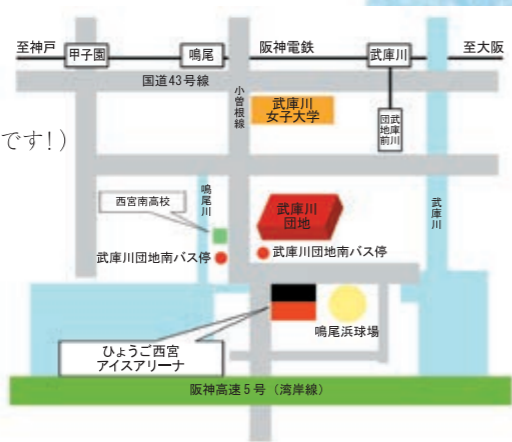 至神戸
甲子園
鳴尾
阪神電鉄
武庫川
至大阪
国道43号線
小曽根線
武庫川
女子大学
武庫川
団地前
です!)
鳴尾川
西宮南高校
武庫川
団地
武庫川
武庫川団地南バス停
武庫川団地南バス停
鳴尾浜球場
ひょうご西宮
アイスアリーナ
阪神高速5号(湾岸線)